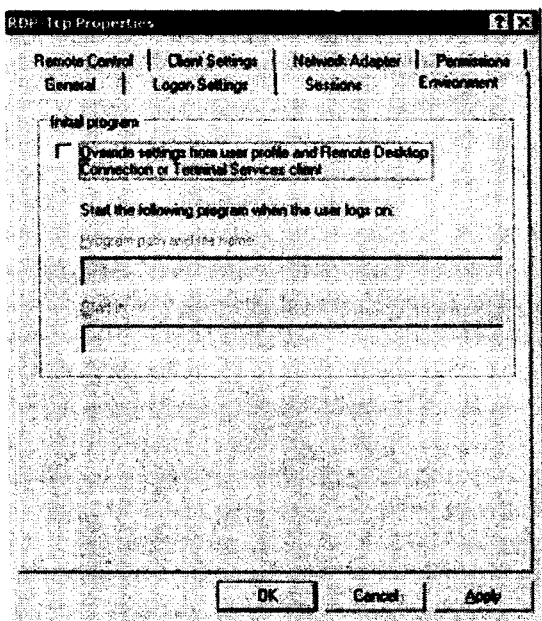 RDP-Tcp Properties
Remote Control
Client Settings
Network Adapter
Permissions
General
Logon Settings
Sessions
Environment
Initial program
Override settings from user profile and Remote Desktop
Connection or Terminal Services client
Start the following program when the user logs on:
Program path and file name:
Start in:
OK
Cancel
Apply